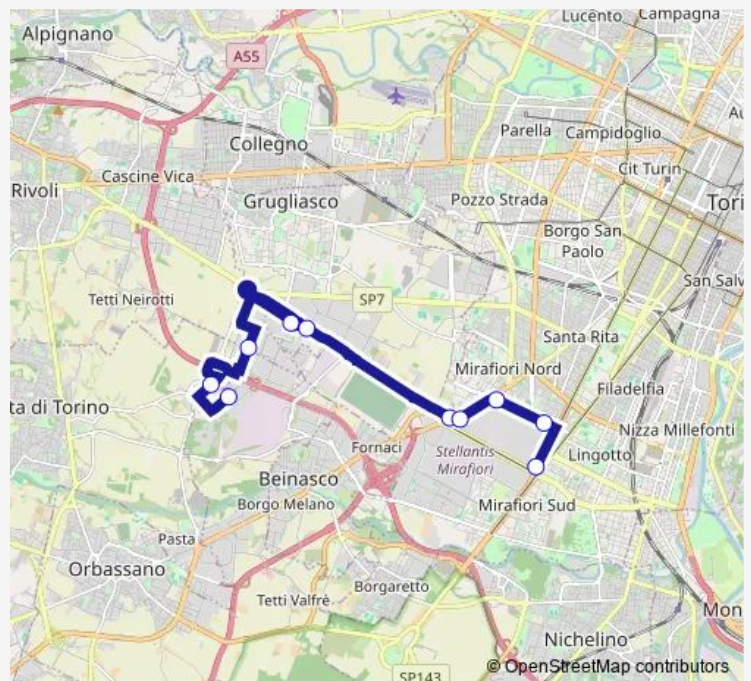 Lucento
Campagna
Alpignano
A55
Parella
Campidoglio
Collegno
Cit Turin
Cascine Vica
Rivoli
Grugliasco
Pozzo Strada
Tori
Borgo San
Paolo
San Salv
Tetti Neirotti
SP7
Santa Rita
Mirafiori Nord
Filadelfia
ta di Torino
Nizza Millefonti
Fornaci
Stellantis
Mirafiori
Lingotto
Beinasco
Borgo Melano
Mirafiori Sud
Pasta
Orbassano
Borgaretto
Tetti Valfrè
Mon
Nichelino
SP143
© OpenStreetMap contributors